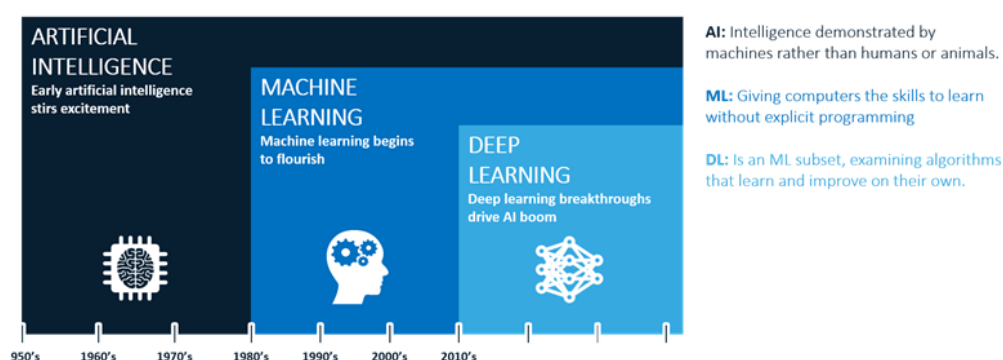 ARTIFICIAL
INTELLIGENCE
Early artificial intelligence
stirs excitement
MACHINE
LEARNING
Machine learning begins
to flourish
DEEP
LEARNING
Deep learning breakthroughs
drive AI boom
950's 1960's 1970's 1980's 1990's 2000's 2010's
AI: Intelligence demonstrated by
machines rather than humans or animals.
ML: Giving computers the skills to learn
without explicit programming
DL: Is an ML subset, examining algorithms
that learn and improve on their own.